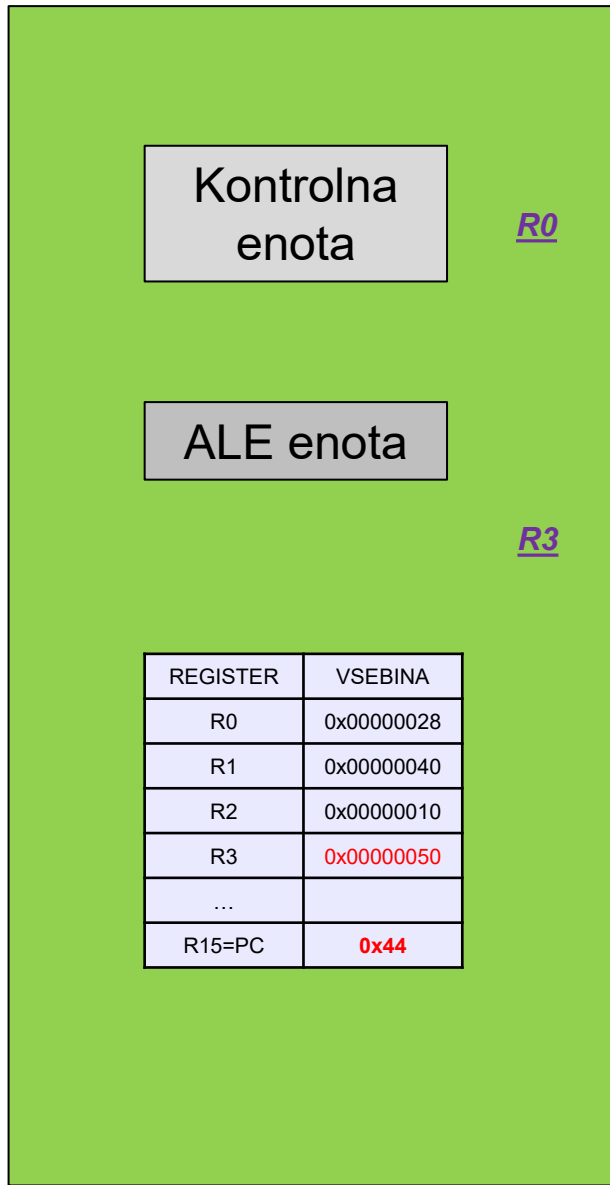 Kontrolna
enota
R0
ALE enota
R3
REGISTER VSEBINA
R0 0x00000028
R1 0x00000040
R2 0x00000010
R3 0x00000050
…
R15=PC 0x44